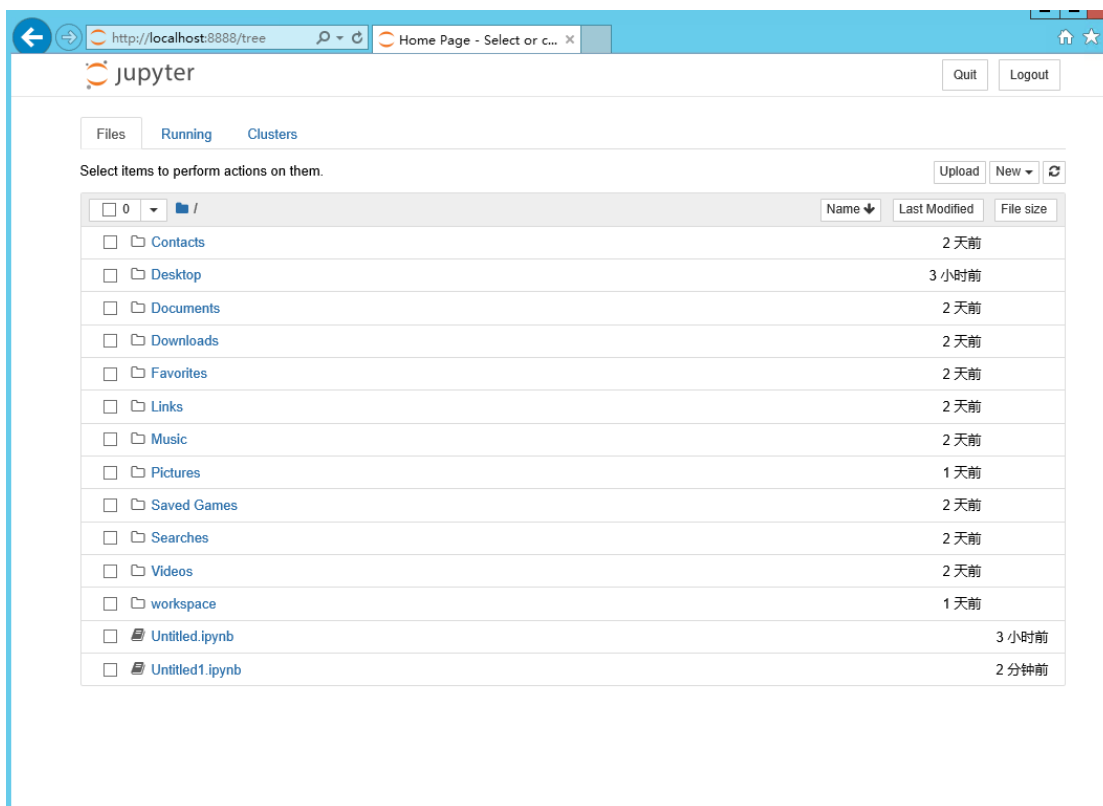 http://localhost:8888/tree Home Page - Select or c...
jupyter Quit Logout
Files Running Clusters
Select items to perform actions on them. Upload New
0 / Name Last Modified File size
Contacts 2 天前
Desktop 3 小时前
Documents 2 天前
Downloads 2 天前
Favorites 2 天前
Links 2 天前
Music 2 天前
Pictures 1 天前
Saved Games 2 天前
Searches 2 天前
Videos 2 天前
workspace 1 天前
Untitled.ipynb 3 小时前
Untitled1.ipynb 2 分钟前